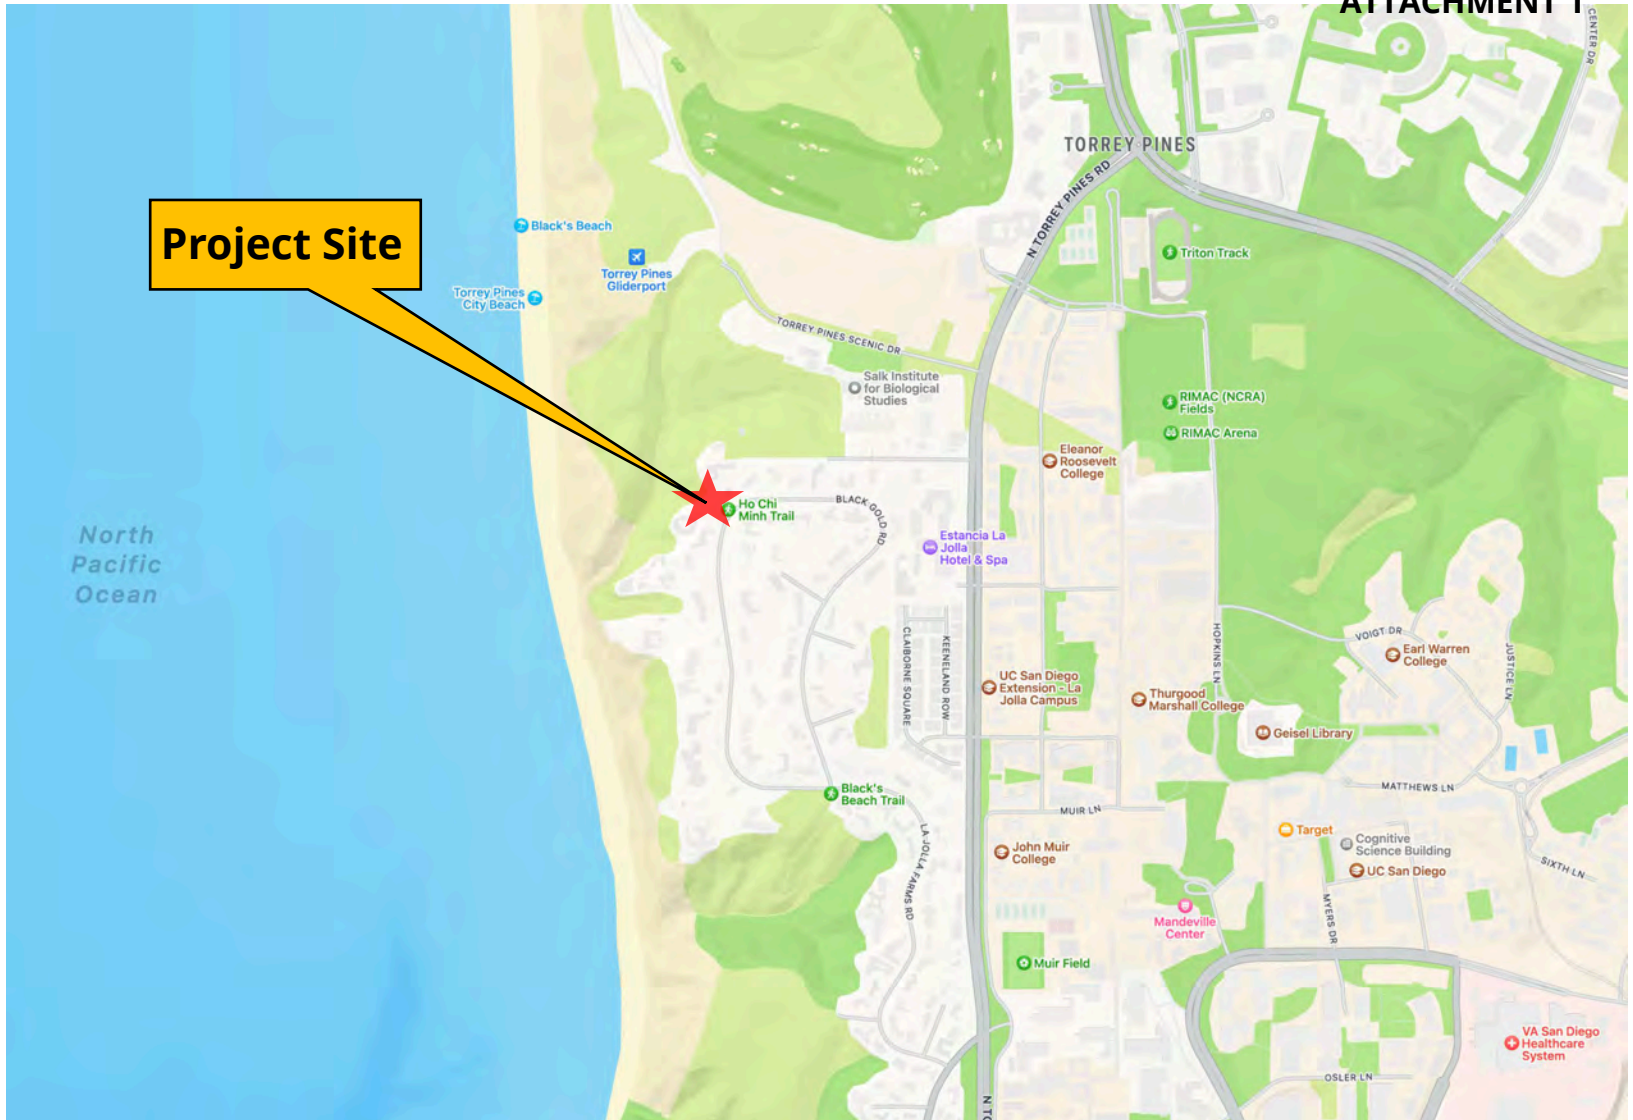 ATTACHMENT 1
CENTER DR
TORREY PINES
N TORREY PINES RD
Project Site
Black's Beach
Torrey Pines
Gliderport
Torrey Pines
City Beach
Triton Track
TORREY PINES SCENIC DR
Salk Institute
for Biological
Studies
RIMAC (NCRA)
Fields
RIMAC Arena
Eleanor
Roosevelt
College
Ho Chi
Minh Trail
BLACK GOLD RD
North
Pacific
Ocean
Estancia La
Jolla
Hotel & Spa
CLAIBORNE SQUARE
KEENELAND ROW
HOPKINS LN
VOIGT DR
Earl Warren
College
JUSTICE LN
UC San Diego
Extension - La
Jolla Campus
Thurgood
Marshall College
Geisel Library
Black's
Beach Trail
MATTHEWS LN
MUIR LN
LA JOLLA FARMS RD
John Muir
College
Target
Cognitive
Science Building
UC San Diego
SIXTH LN
MYERS DR
Mandeville
Center
Muir Field
VA San Diego
Healthcare
System
OSLER LN
N TO